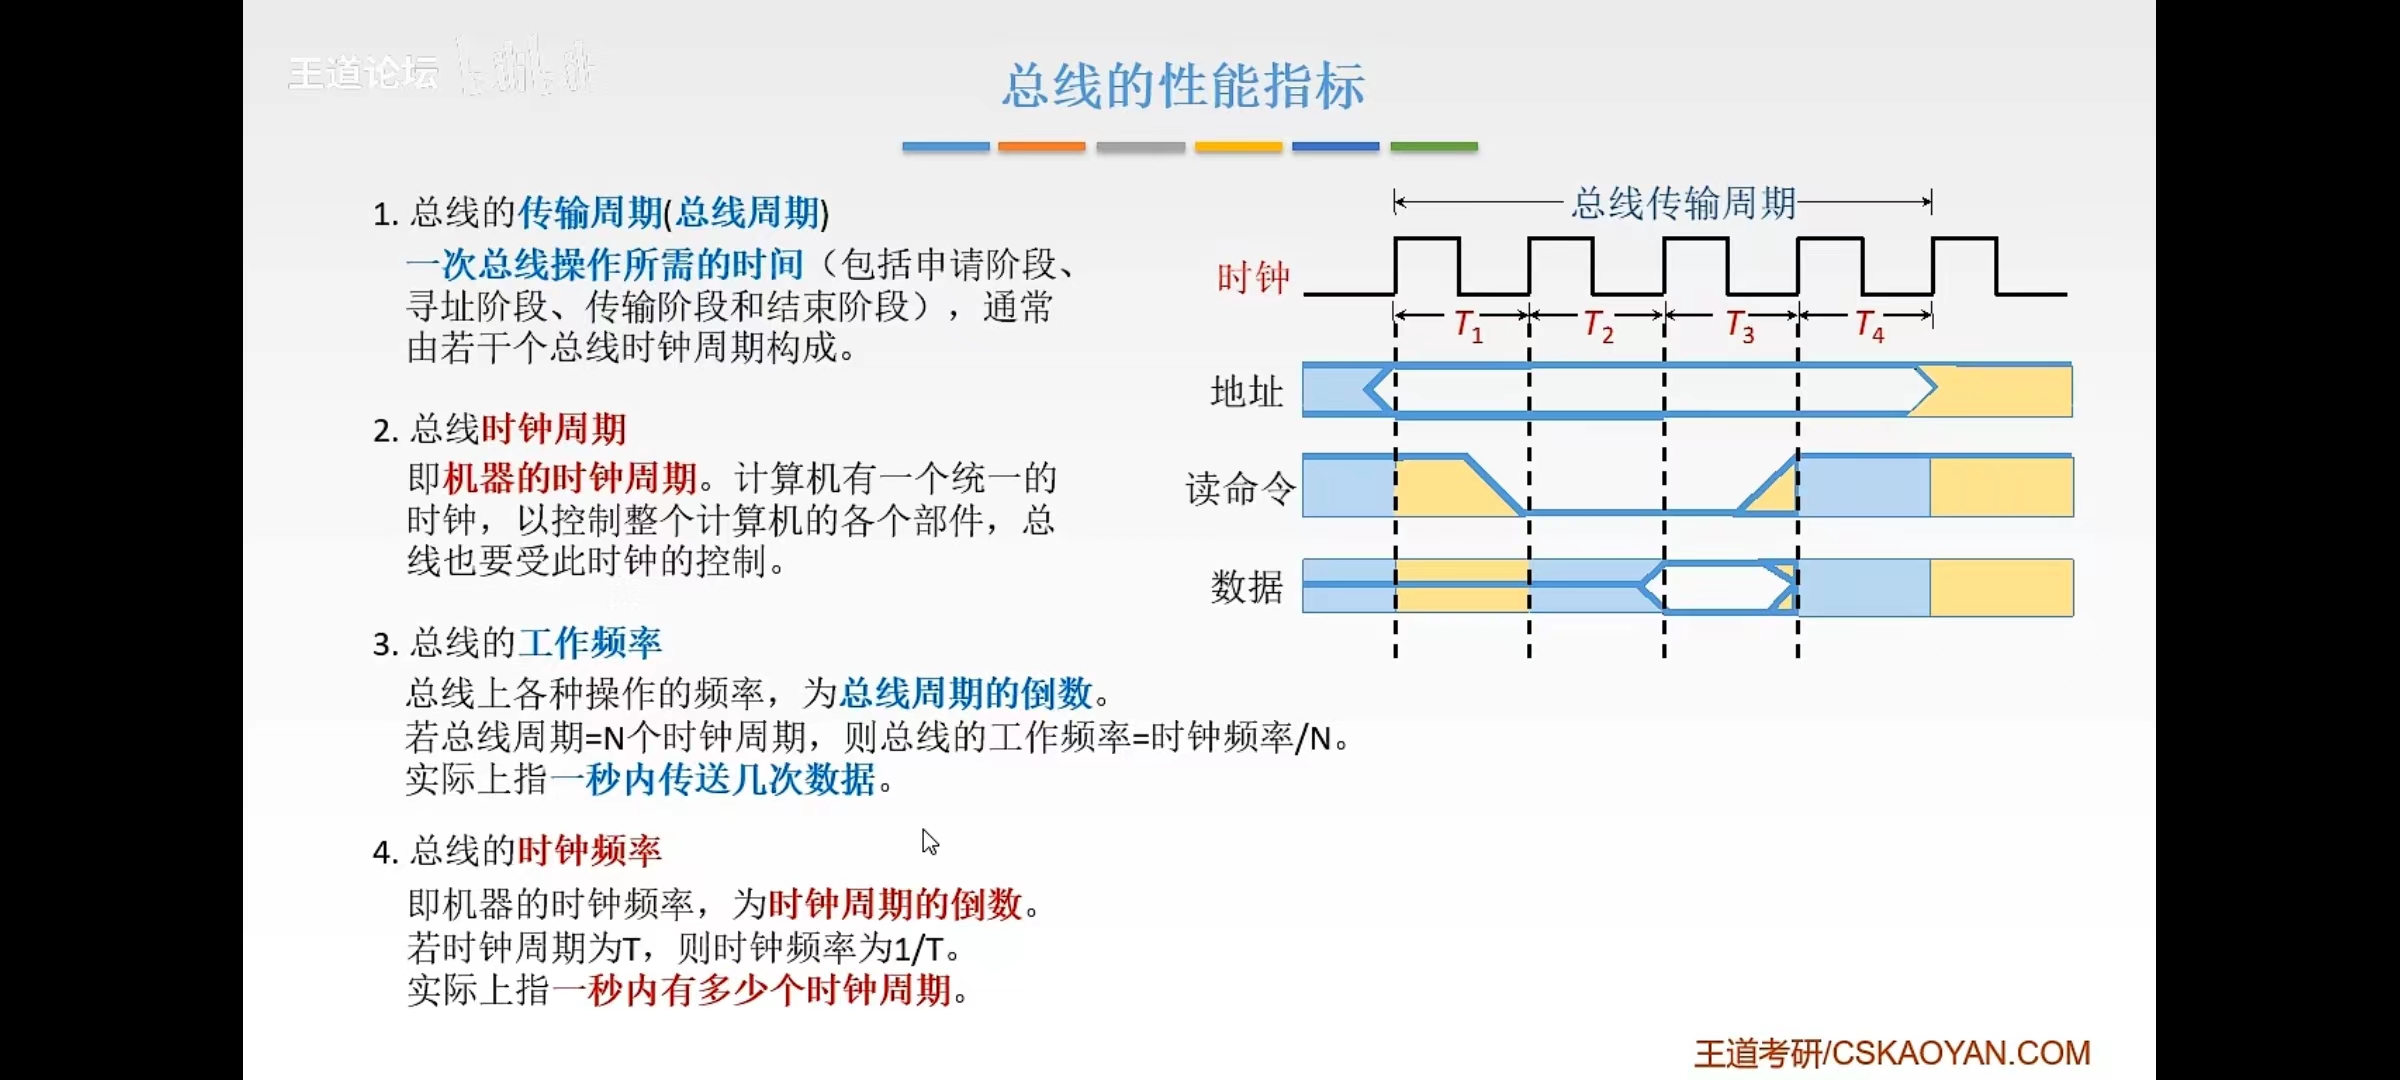 王道论坛
总线的性能指标
1. 总线的传输周期(总线周期)
一次总线操作所需的时间（包括申请阶段、
寻址阶段、传输阶段和结束阶段），通常
由若干个总线时钟周期构成。
2. 总线时钟周期
即机器的时钟周期。计算机有一个统一的
时钟，以控制整个计算机的各个部件，总
线也要受此时钟的控制。
3. 总线的工作频率
总线上各种操作的频率，为总线周期的倒数。
若总线周期=N个时钟周期，则总线的工作频率=时钟频率/N。
实际上指一秒内传送几次数据。
4. 总线的时钟频率
即机器的时钟频率，为时钟周期的倒数。
若时钟周期为T，则时钟频率为1/T。
实际上指一秒内有多少个时钟周期。
总线传输周期
时钟
T1 T2 T3 T4
地址
读命令
数据
王道考研/CSKAOYAN.COM